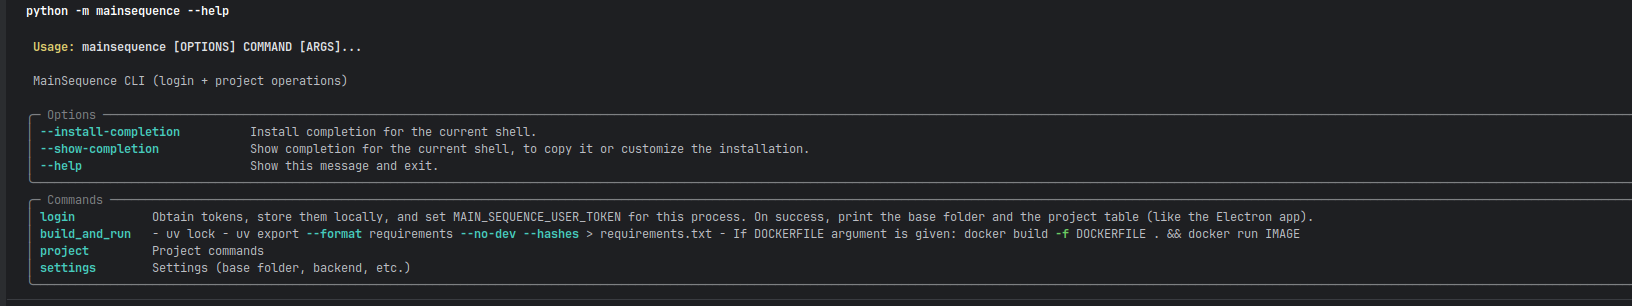 python -m mainsequence --help
Usage: mainsequence [OPTIONS] COMMAND [ARGS]...
MainSequence CLI (login + project operations)
Options
--install-completion Install completion for the current shell.
--show-completion Show completion for the current shell, to copy it or customize the installation.
--help Show this message and exit.
Commands
login Obtain tokens, store them locally, and set MAIN_SEQUENCE_USER_TOKEN for this process. On success, print the base folder and the project table (like the Electron app).
build_and_run - uv lock - uv export --format requirements --no-dev --hashes > requirements.txt - If DOCKERFILE argument is given: docker build -f DOCKERFILE . && docker run IMAGE
project Project commands
settings Settings (base folder, backend, etc.)